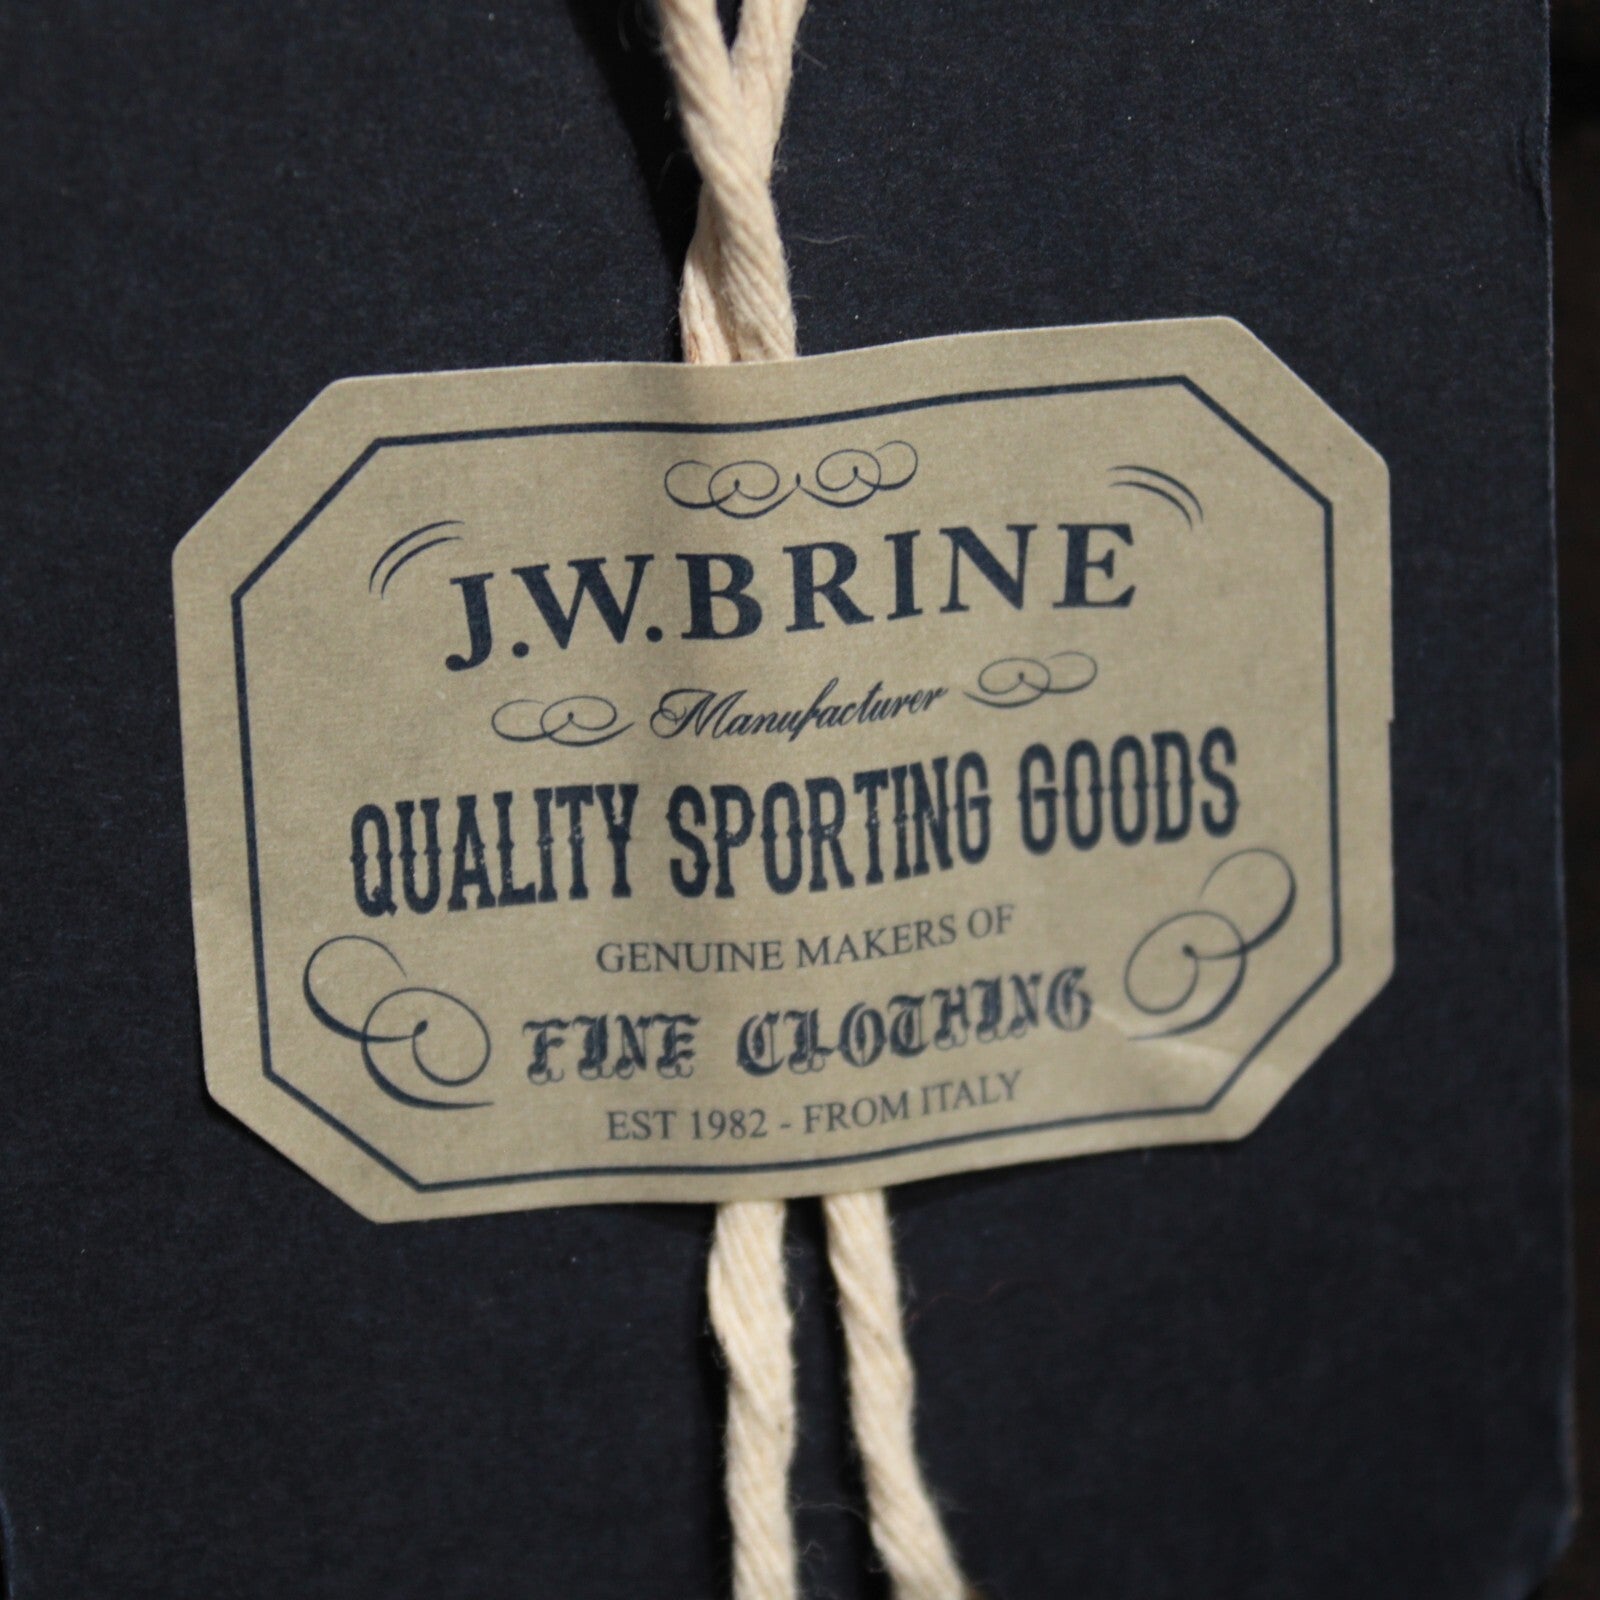 J.W.BRINE
Manufacturer
QUALITY SPORTING GOODS
GENUINE MAKERS OF
FINE CLOTHING
EST 1982 - FROM ITALY